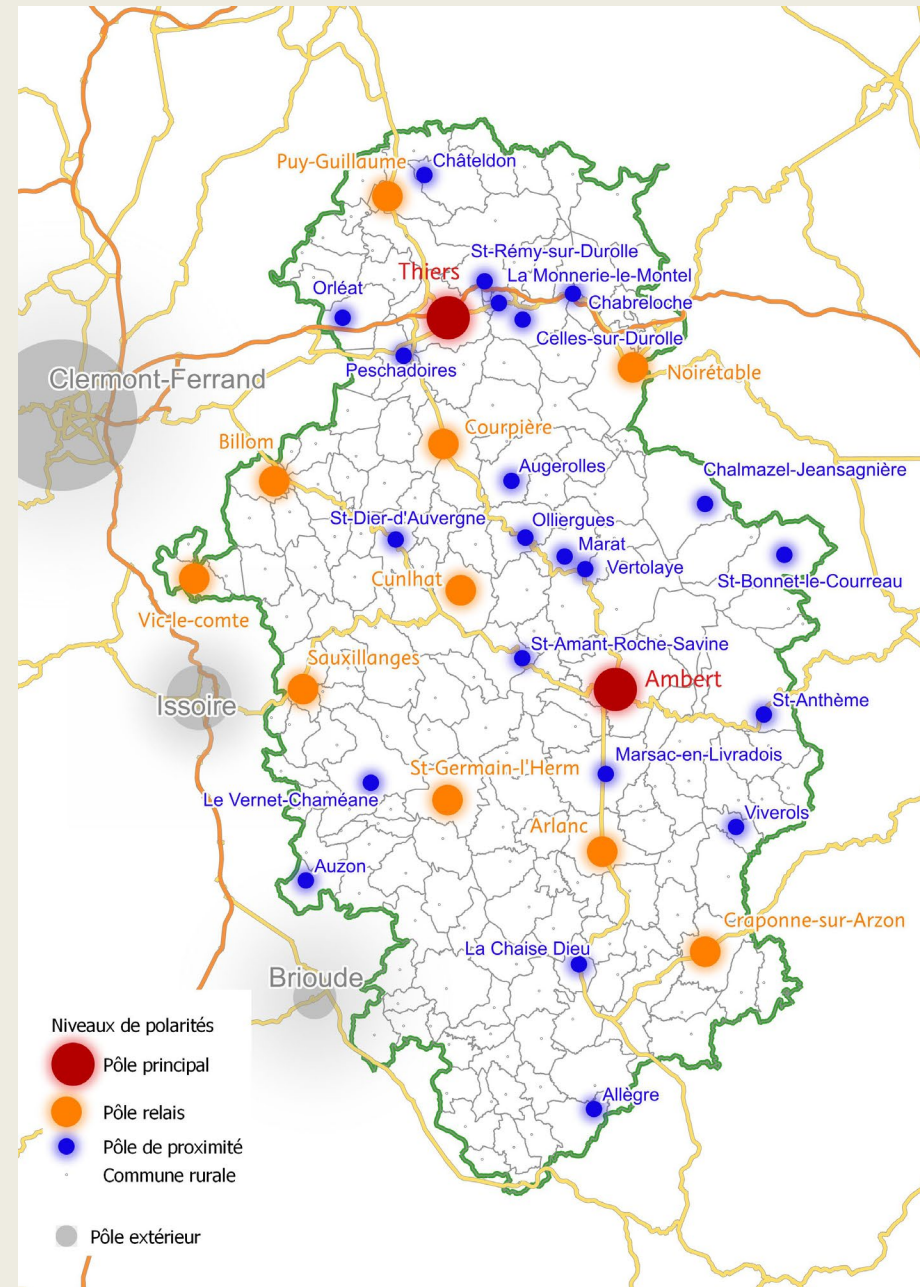 Puy-Guillaume
Châteldon
St-Rémy-sur-Durolle
Thiers
La Monnerie-le-Montel
Orléat
Chabreloche
Celles-sur-Durolle
Peschadoires
Noirétable
Clermont-Ferrand
Courpière
Billom
Augerolles
Chalmazel-Jeansagnière
St-Dier-d'Auvergne
Olliergues
Marat
Vertolaye
St-Bonnet-le-Courreau
Cunlhat
Vic-le-comte
St-Amant-Roche-Savine
Sauxillanges
Ambert
Issoire
St-Anthème
Marsac-en-Livradois
St-Germain-l'Herm
Le Vernet-Chaméane
Viverols
Arlanc
Auzon
Craponne-sur-Arzon
La Chaise Dieu
Brioude
Allègre
Niveaux de polarités
Pôle principal
Pôle relais
Pôle de proximité
Commune rurale
Pôle extérieur